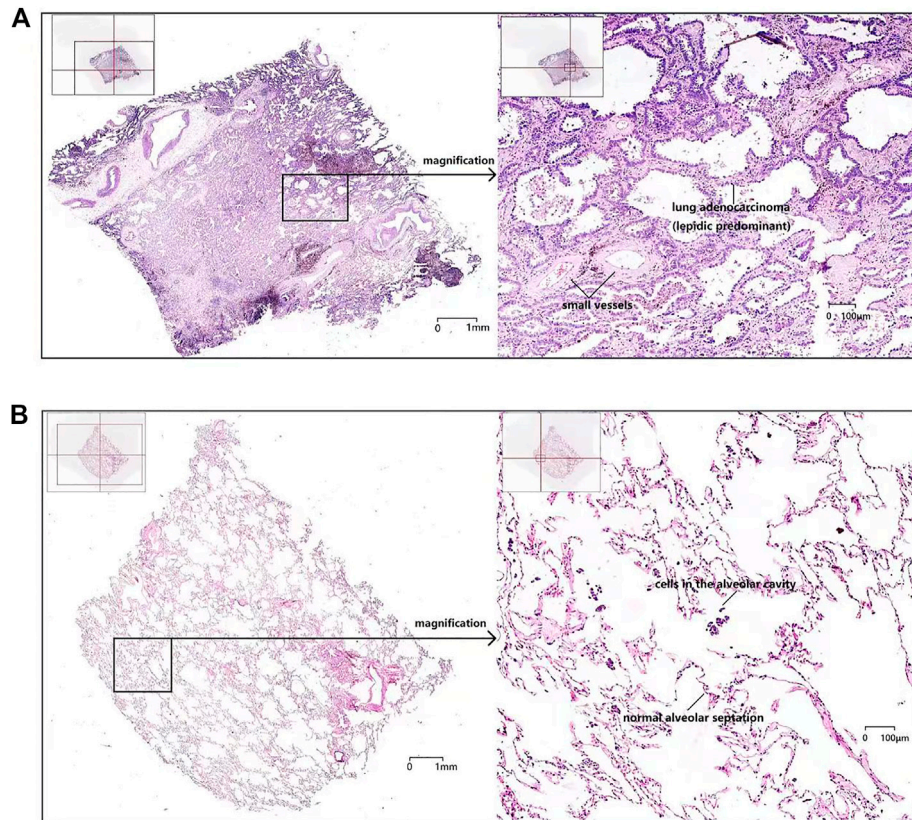 A
magnification
lung adenocarcinoma
(lepidic predominant)
small vessels
0 100μm
0 1mm
B
cells in the alveolar cavity
magnification
normal alveolar septation
0 100μm
0 1mm